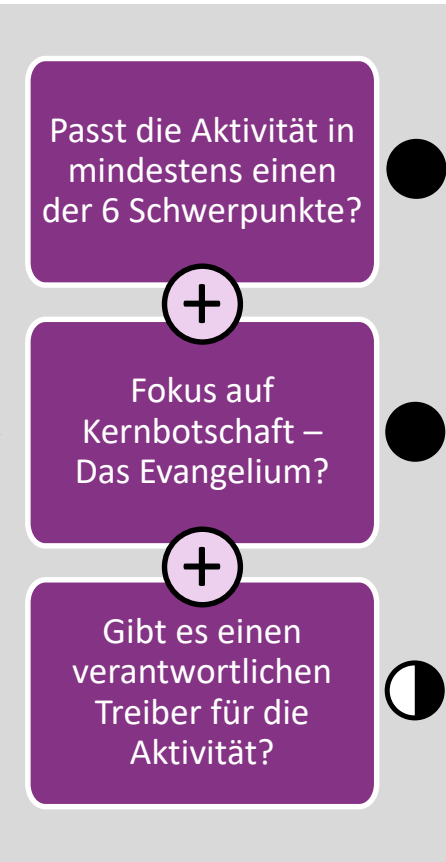 Passt die Aktivität in
mindestens einen
der 6 Schwerpunkte?
+
Fokus auf
Kernbotschaft –
Das Evangelium?
+
Gibt es einen
verantwortlichen
Treiber für die
Aktivität?